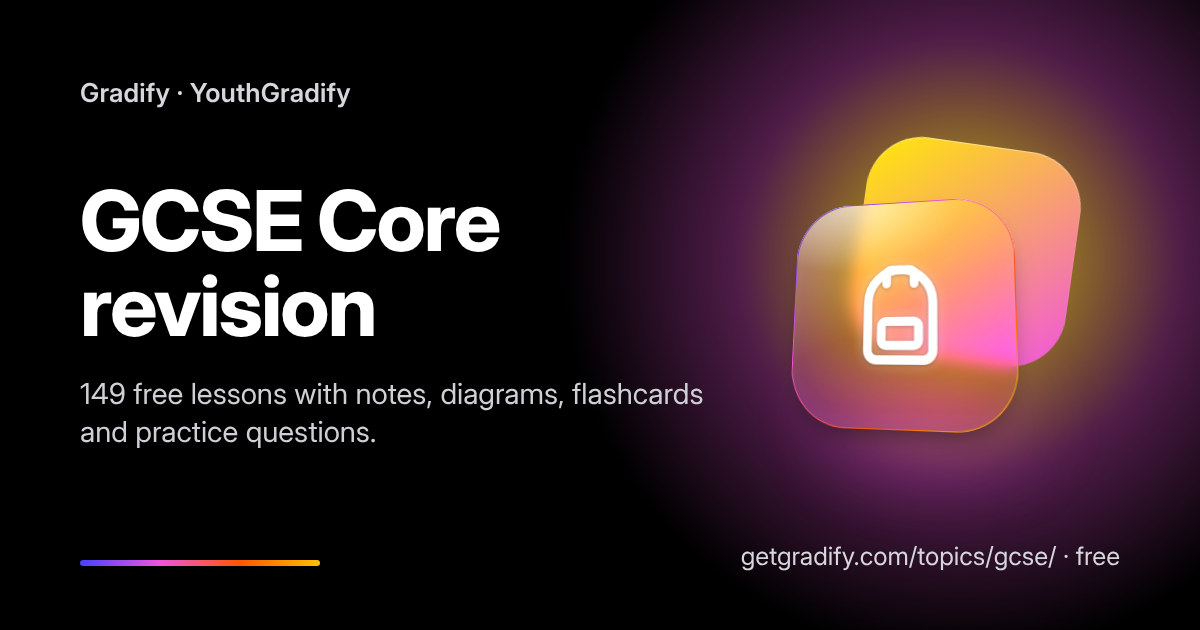 Gradify · YouthGradify
GCSE Core
revision
149 free lessons with notes, diagrams, flashcards
and practice questions.
getgradify.com/topics/gcse/ · free